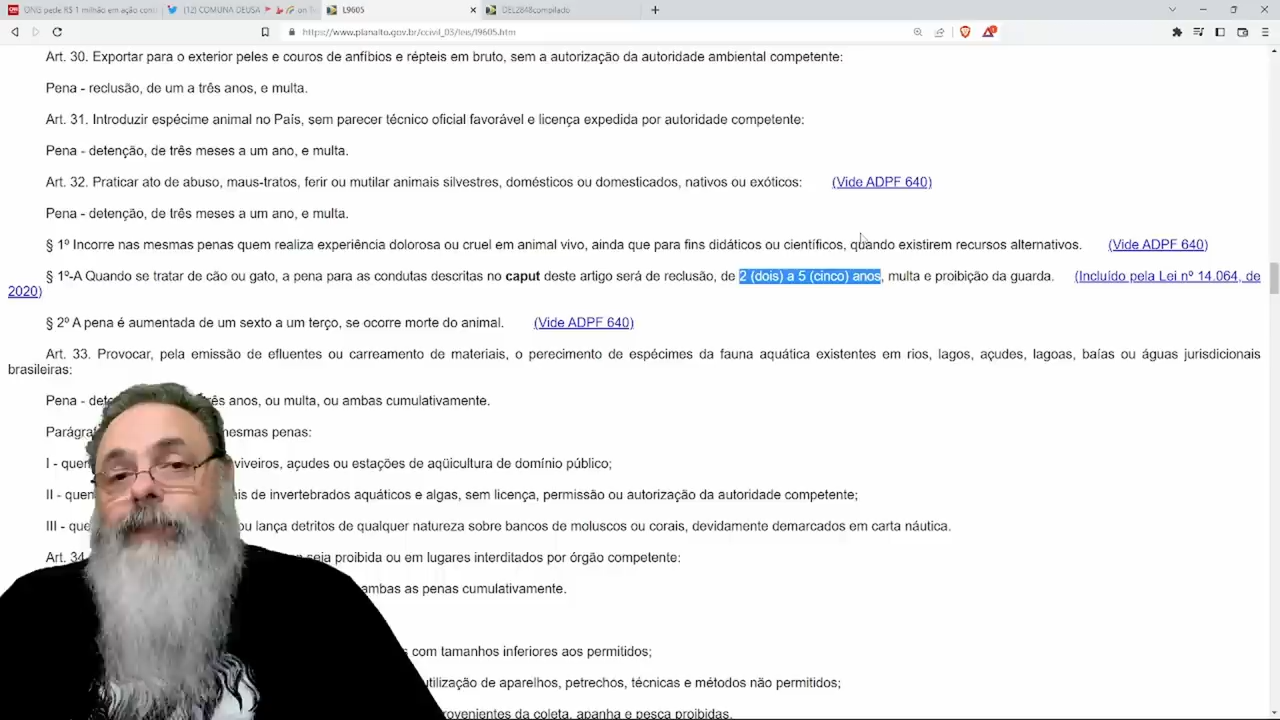 ONG pede R$ 1 milhão em ação cont
(12) COMUNA DEUSA
L9605
DEL2848compilado
https://www.planalto.gov.br/ccivil_03/leis/l9605.htm
Art. 30. Exportar para o exterior peles e couros de anfíbios e répteis em bruto, sem a autorização da autoridade ambiental competente:
Pena - reclusão, de um a três anos, e multa.
Art. 31. Introduzir espécime animal no País, sem parecer técnico oficial favorável e licença expedida por autoridade competente:
Pena - detenção, de três meses a um ano, e multa.
Art. 32. Praticar ato de abuso, maus-tratos, ferir ou mutilar animais silvestres, domésticos ou domesticados, nativos ou exóticos: (Vide ADPF 640)
Pena - detenção, de três meses a um ano, e multa.
§ 1º Incorre nas mesmas penas quem realiza experiência dolorosa ou cruel em animal vivo, ainda que para fins didáticos ou científicos, quando existirem recursos alternativos. (Vide ADPF 640)
§ 1º-A Quando se tratar de cão ou gato, a pena para as condutas descritas no caput deste artigo será de reclusão, de 2 (dois) a 5 (cinco) anos, multa e proibição da guarda. (Incluído pela Lei nº 14.064, de
2020)
§ 2º A pena é aumentada de um sexto a um terço, se ocorre morte do animal. (Vide ADPF 640)
Art. 33. Provocar, pela emissão de efluentes ou carreamento de materiais, o perecimento de espécimes da fauna aquática existentes em rios, lagos, açudes, lagoas, baías ou águas jurisdicionais
brasileiras:
Pena - três anos, ou multa, ou ambas cumulativamente.
mesmas penas:
I - viveiros, açudes ou estações de aqüicultura de domínio público;
II - de invertebrados aquáticos e algas, sem licença, permissão ou autorização da autoridade competente;
III - ou lança detritos de qualquer natureza sobre bancos de moluscos ou corais, devidamente demarcados em carta náutica.
Art. 34 seja proibida ou em lugares interditados por órgão competente:
ambas as penas cumulativamente.
com tamanhos inferiores aos permitidos;
utilização de aparelhos, petrechos, técnicas e métodos não permitidos;
provenientes da coleta, apanha e pesca proibidas.